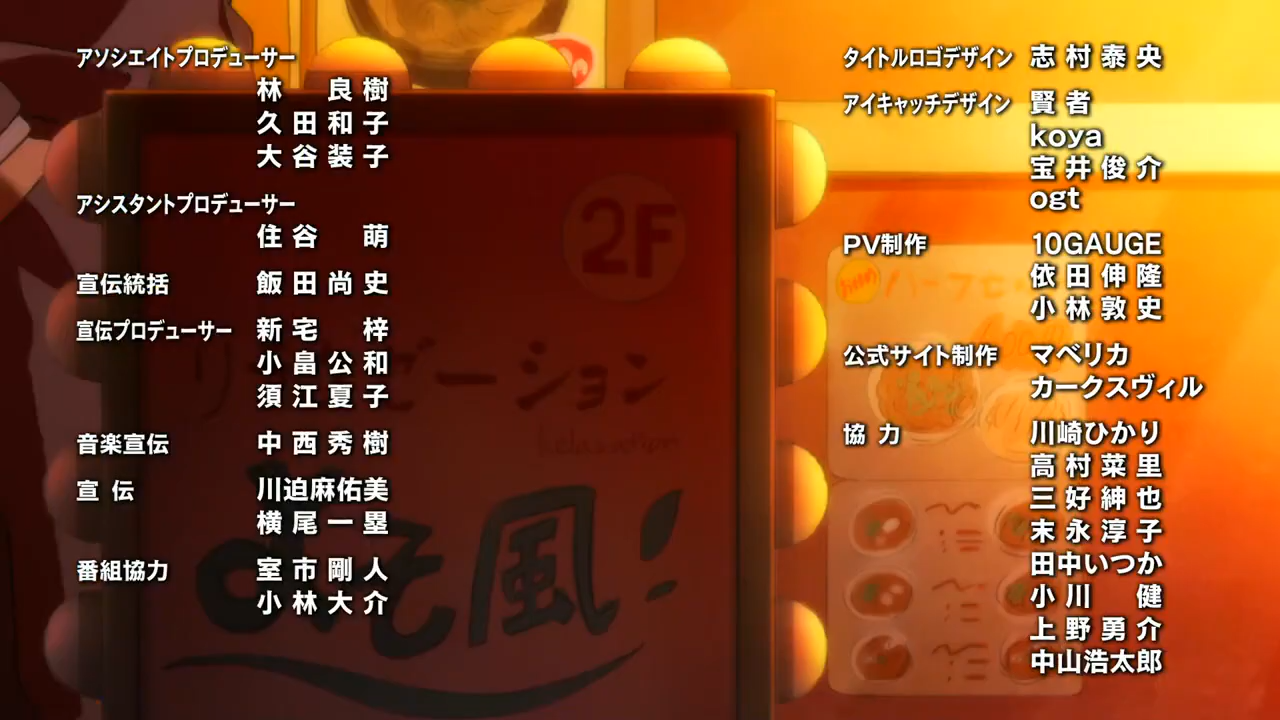 アソシエイトプロデューサー
林 良樹
久田和子
大谷装子
アシスタントプロデューサー
住谷 萌
宣伝統括 飯田尚史
宣伝プロデューサー 新宅 梓
小畠公和
須江夏子
音楽宣伝 中西秀樹
宣伝 川迫麻佑美
横尾一塁
番組協力 室市剛人
小林大介
タイトルロゴデザイン 志村泰央
アイキャッチデザイン 賢者
koya
宝井俊介
ogt
PV制作 10GAUGE
依田伸隆
小林敦史
公式サイト制作 マベリカ
カークスヴィル
協力 川崎ひかり
高村菜里
三好紳也
末永淳子
田中いつか
小川 健
上野勇介
中山浩太郎
2F
ゼーション
そ風!